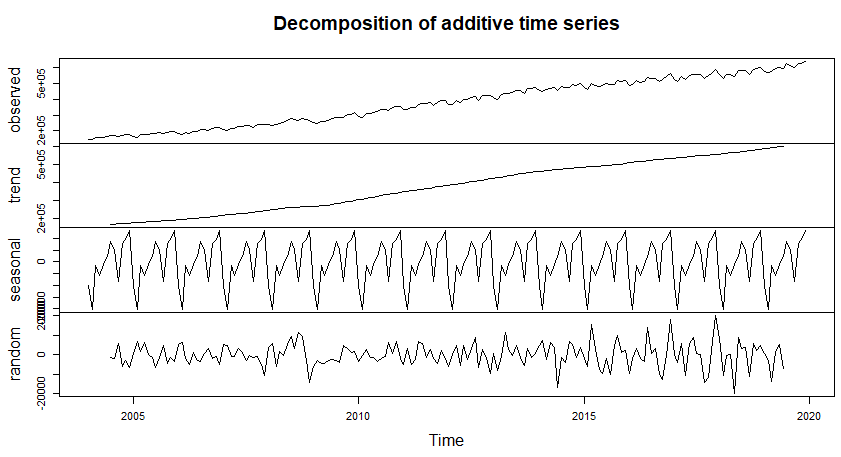 Decomposition of additive time series
observed
2e+05
5e+05
trend
2e+05
5e+05
seasonal
0
random
-20000
0
2005
2010
2015
2020
Time